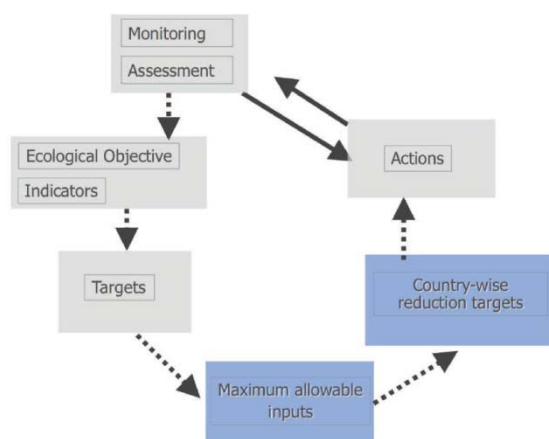 Monitoring
Assessment
Ecological Objective
Indicators
Actions
Targets
Country-wise
reduction targets
Maximum allowable
inputs